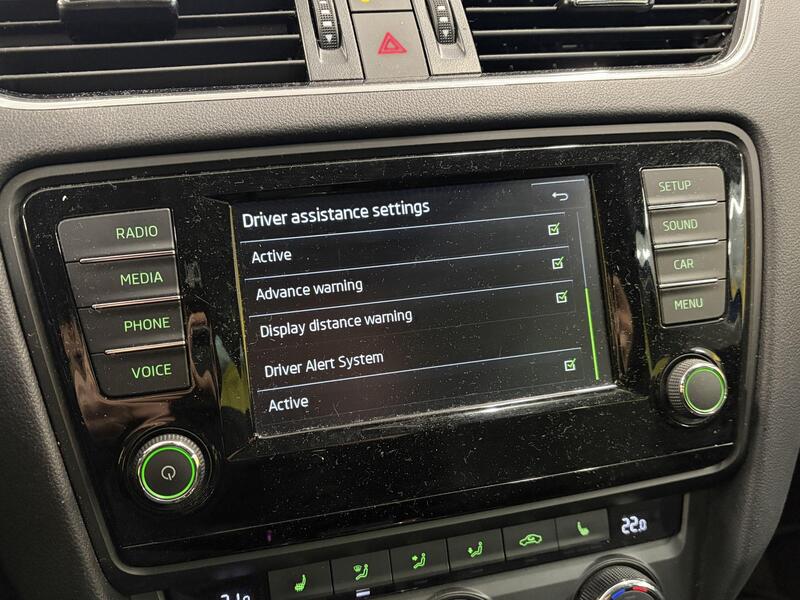 RADIO
MEDIA
PHONE
VOICE
Driver assistance settings
Active
Advance warning
Display distance warning
Driver Alert System
Active
SETUP
SOUND
CAR
MENU
22.0